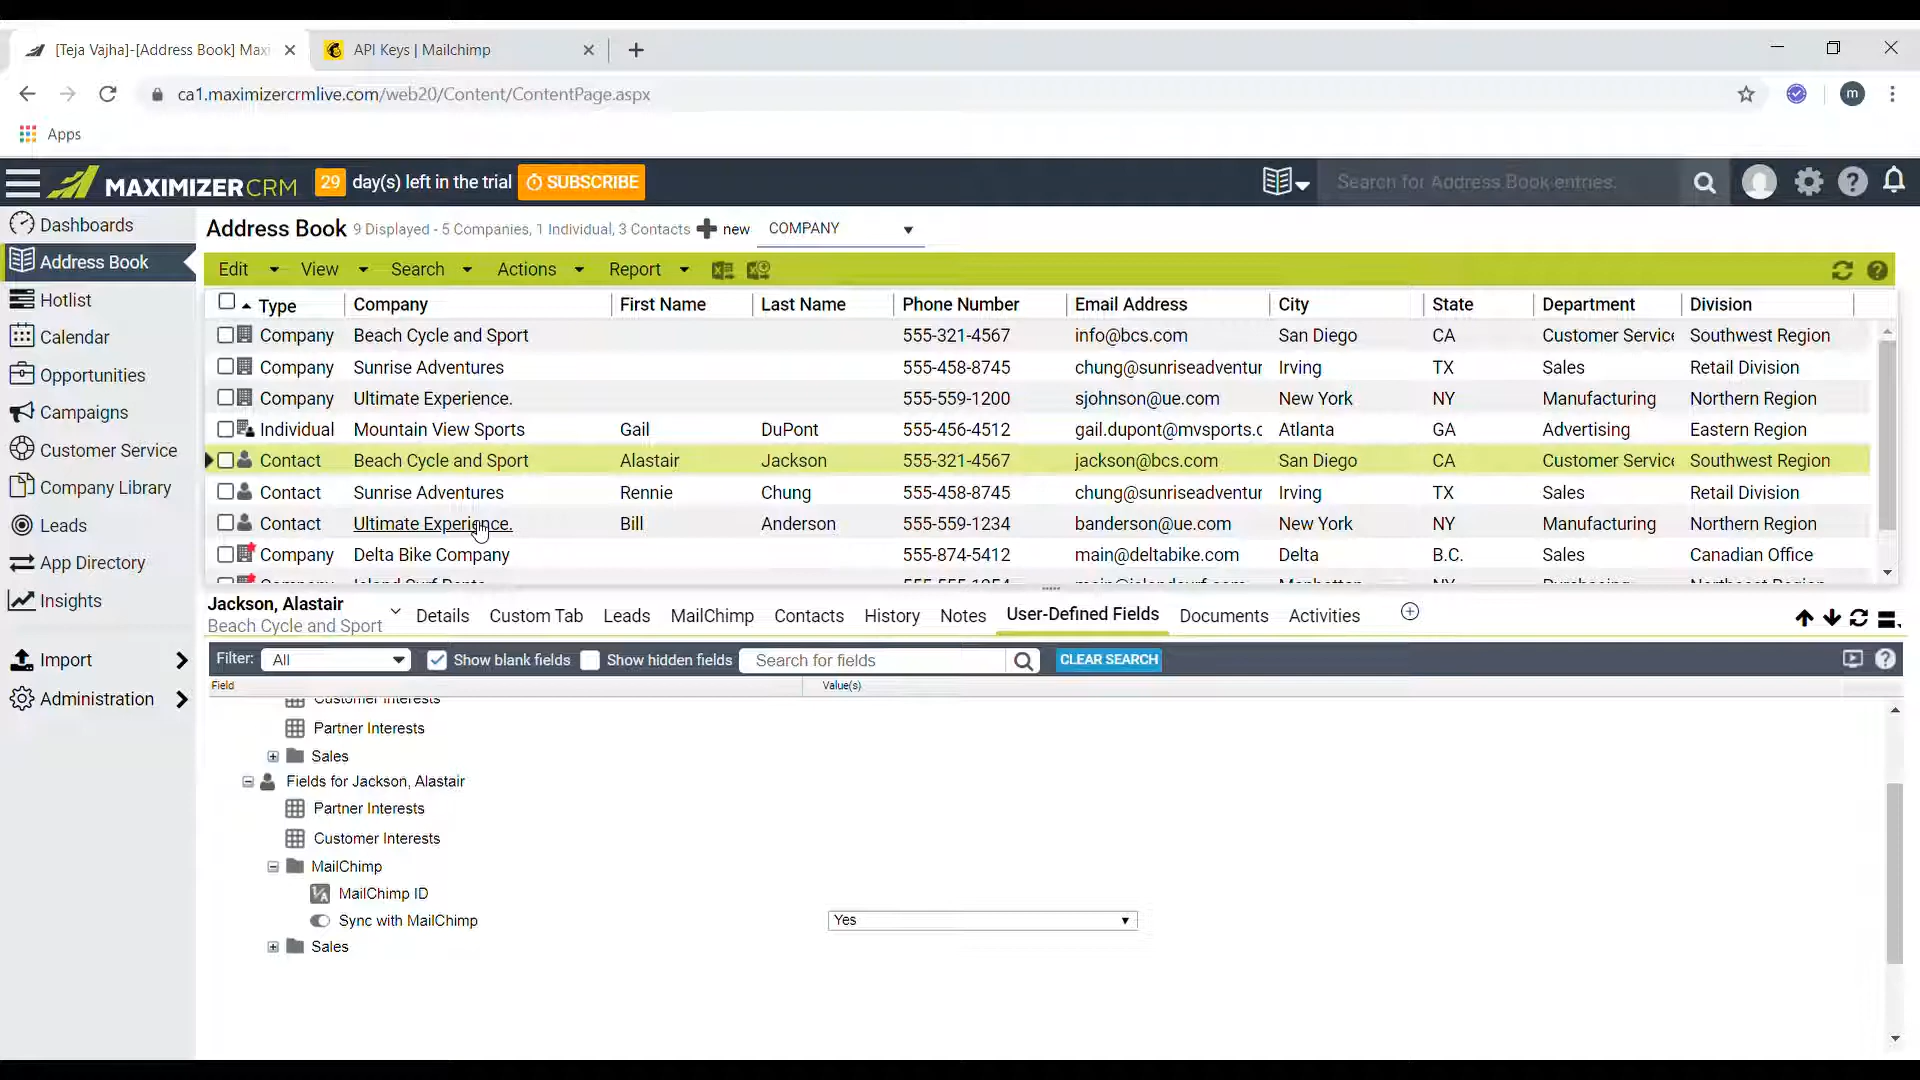 [Teja Vajha]-[Address Book] Maxi
API Keys | Mailchimp
ca1.maximizercrmlive.com/web20/Content/ContentPage.aspx
m
Apps
MAXIMIZERCRM 29 day(s) left in the trial SUBSCRIBE Search for Address Book entries.
Dashboards
Address Book
Hotlist
Calendar
Opportunities
Campaigns
Customer Service
Company Library
Leads
App Directory
Insights
Import
Administration
Address Book 9 Displayed - 5 Companies, 1 Individual, 3 Contacts new COMPANY
Edit View Search Actions Report
Type Company First Name Last Name Phone Number Email Address City State Department Division
Company Beach Cycle and Sport 555-321-4567 info@bcs.com San Diego CA Customer Service Southwest Region
Company Sunrise Adventures 555-458-8745 chung@sunriseadventur Irving TX Sales Retail Division
Company Ultimate Experience. 555-559-1200 sjohnson@ue.com New York NY Manufacturing Northern Region
Individual Mountain View Sports Gail DuPont 555-456-4512 gail.dupont@mvsports.c Atlanta GA Advertising Eastern Region
Contact Beach Cycle and Sport Alastair Jackson 555-321-4567 jackson@bcs.com San Diego CA Customer Service Southwest Region
Contact Sunrise Adventures Rennie Chung 555-458-8745 chung@sunriseadventur Irving TX Sales Retail Division
Contact Ultimate Experience. Bill Anderson 555-559-1234 banderson@ue.com New York NY Manufacturing Northern Region
Company Delta Bike Company 555-874-5412 main@deltabike.com Delta B.C. Sales Canadian Office
Jackson, Alastair
Beach Cycle and Sport
Details Custom Tab Leads MailChimp Contacts History Notes User-Defined Fields Documents Activities
Filter: All Show blank fields Show hidden fields Search for fields CLEAR SEARCH
Field Value(s)
Customer Interests
Partner Interests
Sales
Fields for Jackson, Alastair
Partner Interests
Customer Interests
MailChimp
MailChimp ID
Sync with MailChimp Yes
Sales